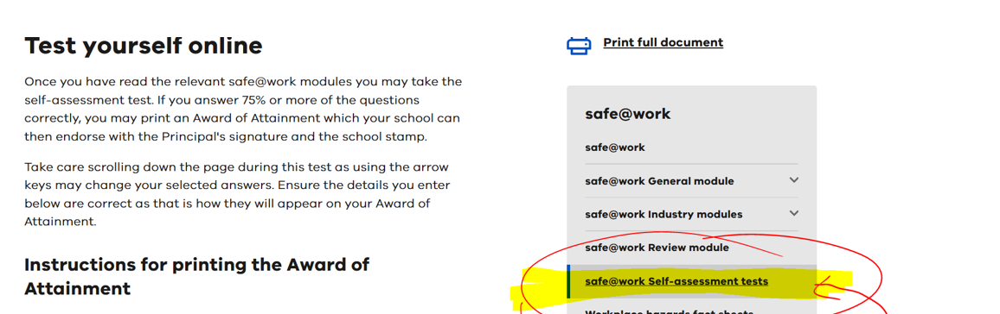 Test yourself online
Once you have read the relevant safe@work modules you may take the
self-assessment test. If you answer 75% or more of the questions
correctly, you may print an Award of Attainment which your school can
then endorse with the Principal's signature and the school stamp.
Take care scrolling down the page during this test as using the arrow
keys may change your selected answers. Ensure the details you enter
below are correct as that is how they will appear on your Award of
Attainment.
Instructions for printing the Award of
Attainment
Print full document
safe@work
safe@work
safe@work General module
safe@work Industry modules
safe@work Review module
safe@work Self-assessment tests
Workplace hazards fact sheets